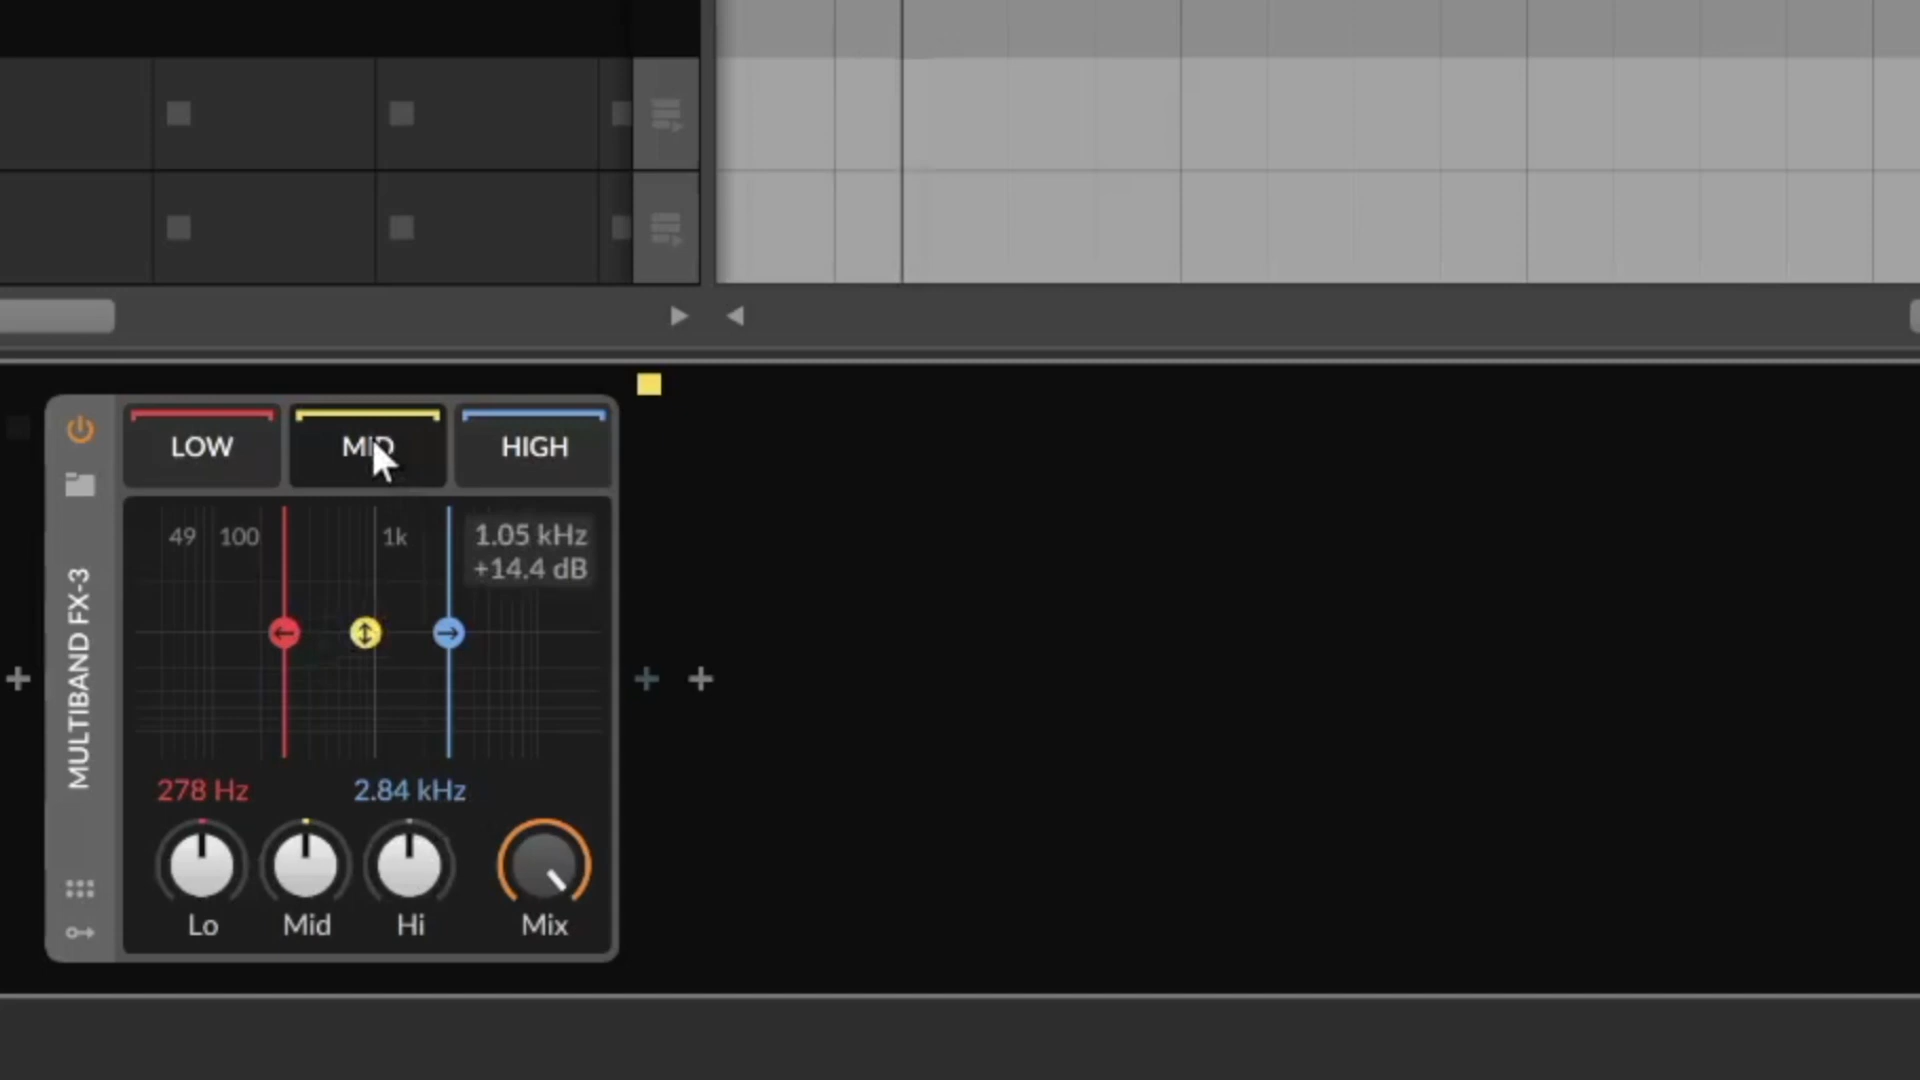 LOW
MID
HIGH
49
100
1k
1.05 kHz
+14.4 dB
MULTIBAND FX-3
278 Hz
2.84 kHz
Lo
Mid
Hi
Mix